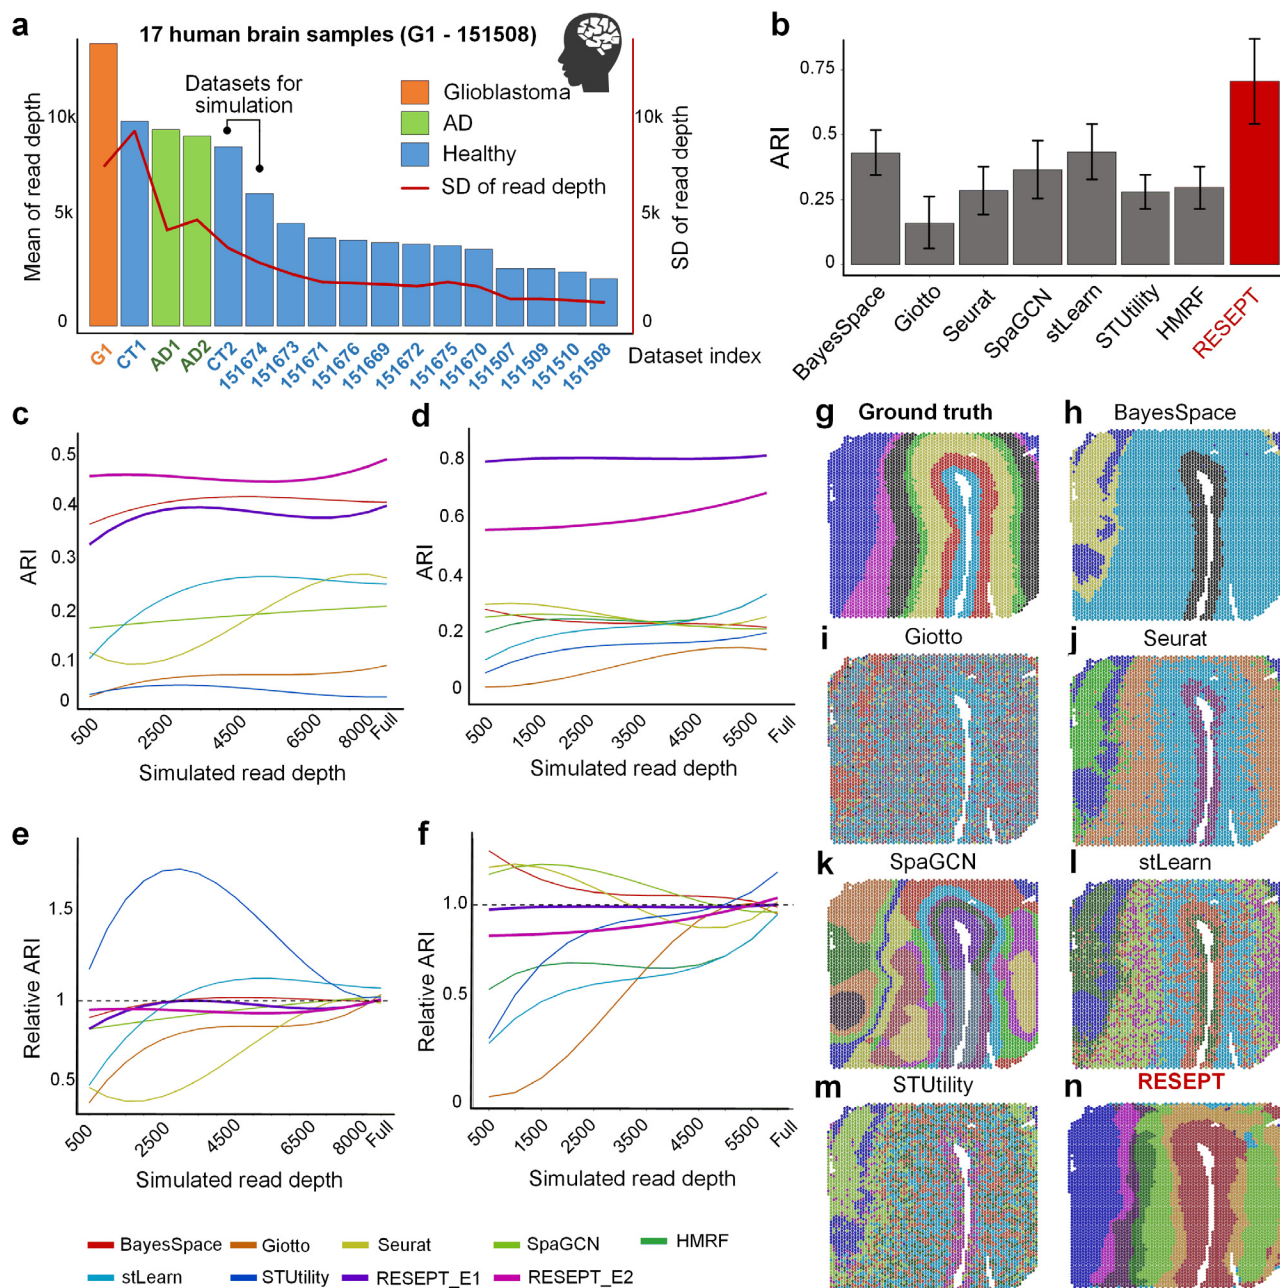 a
17 human brain samples (G1 - 151508)
Datasets for
simulation
Glioblastoma
AD
Healthy
SD of read depth
10k
5k
0
Mean of read depth
10k
5k
0
SD of read depth
G1
CT1
AD1
AD2
CT2
151674
151673
151671
151676
151669
151672
151675
151670
151507
151509
151510
151508
Dataset index
b
ARI
0.75
0.5
0.25
0
BayesSpace
Giotto
Seurat
SpaGCN
stLearn
STUtility
HMRF
RESEPT
c
ARI
0.5
0.4
0.3
0.2
0.1
0
500
2500
4500
6500
8000
Full
Simulated read depth
d
ARI
0.8
0.6
0.4
0.2
0
500
1500
3500
4500
5500
Full
Simulated read depth
g
Ground truth
h
BayesSpace
i
Giotto
j
Seurat
e
Relative ARI
1.5
1
0.5
500
2500
4500
6500
8000
Full
Simulated read depth
f
Relative ARI
1.0
0.5
0
500
1500
3500
4500
5500
Full
Simulated read depth
k
SpaGCN
l
stLearn
m
STUtility
n
RESEPT
BayesSpace
Giotto
Seurat
SpaGCN
HMRF
stLearn
STUtility
RESEPT_E1
RESEPT_E2